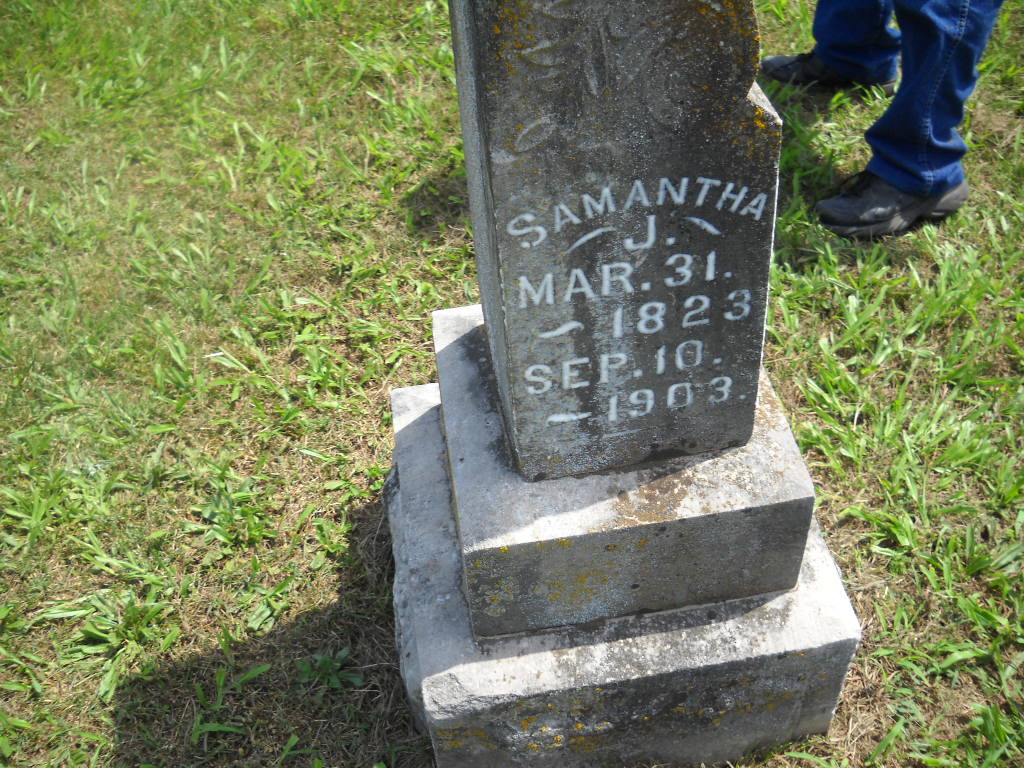 SAMANTHA
J.
MAR. 31.
1823
SEP. 10.
1903.